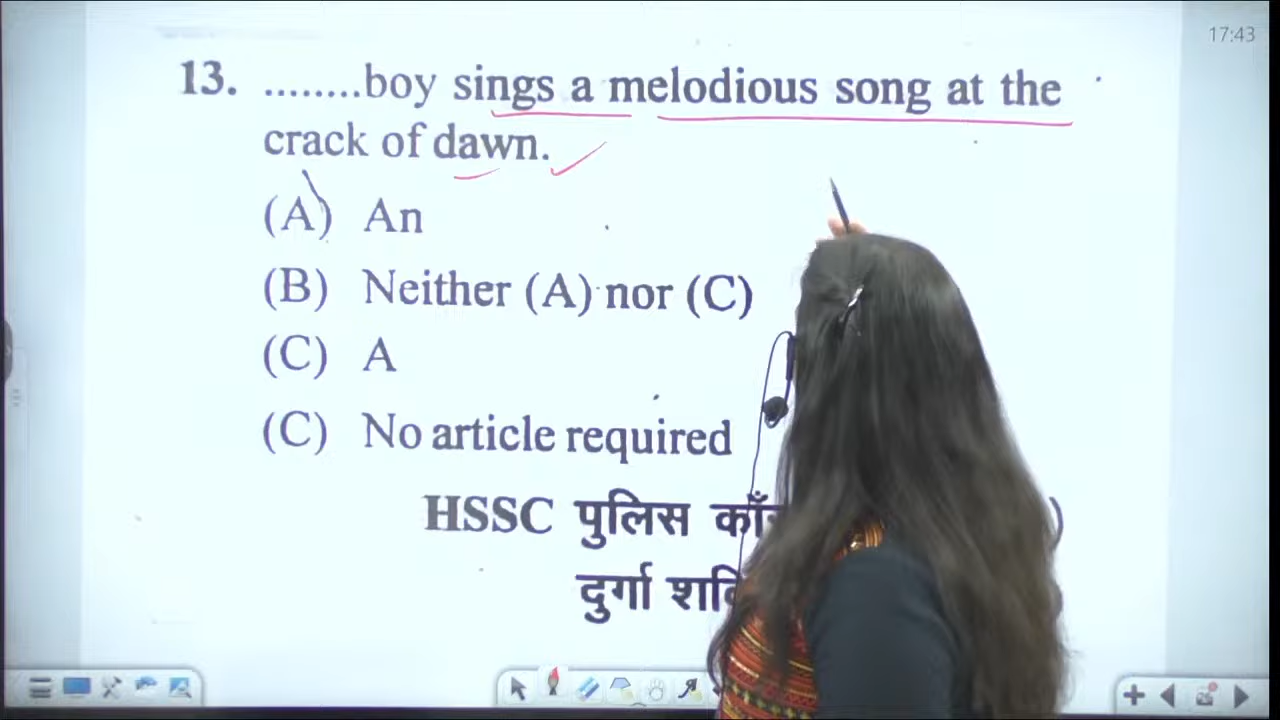 17:43
13. ........boy sings a melodious song at the
crack of dawn.
(A) An
(B) Neither (A) nor (C)
(C) A
(C) No article required
HSSC पुलिस
दुर्गा